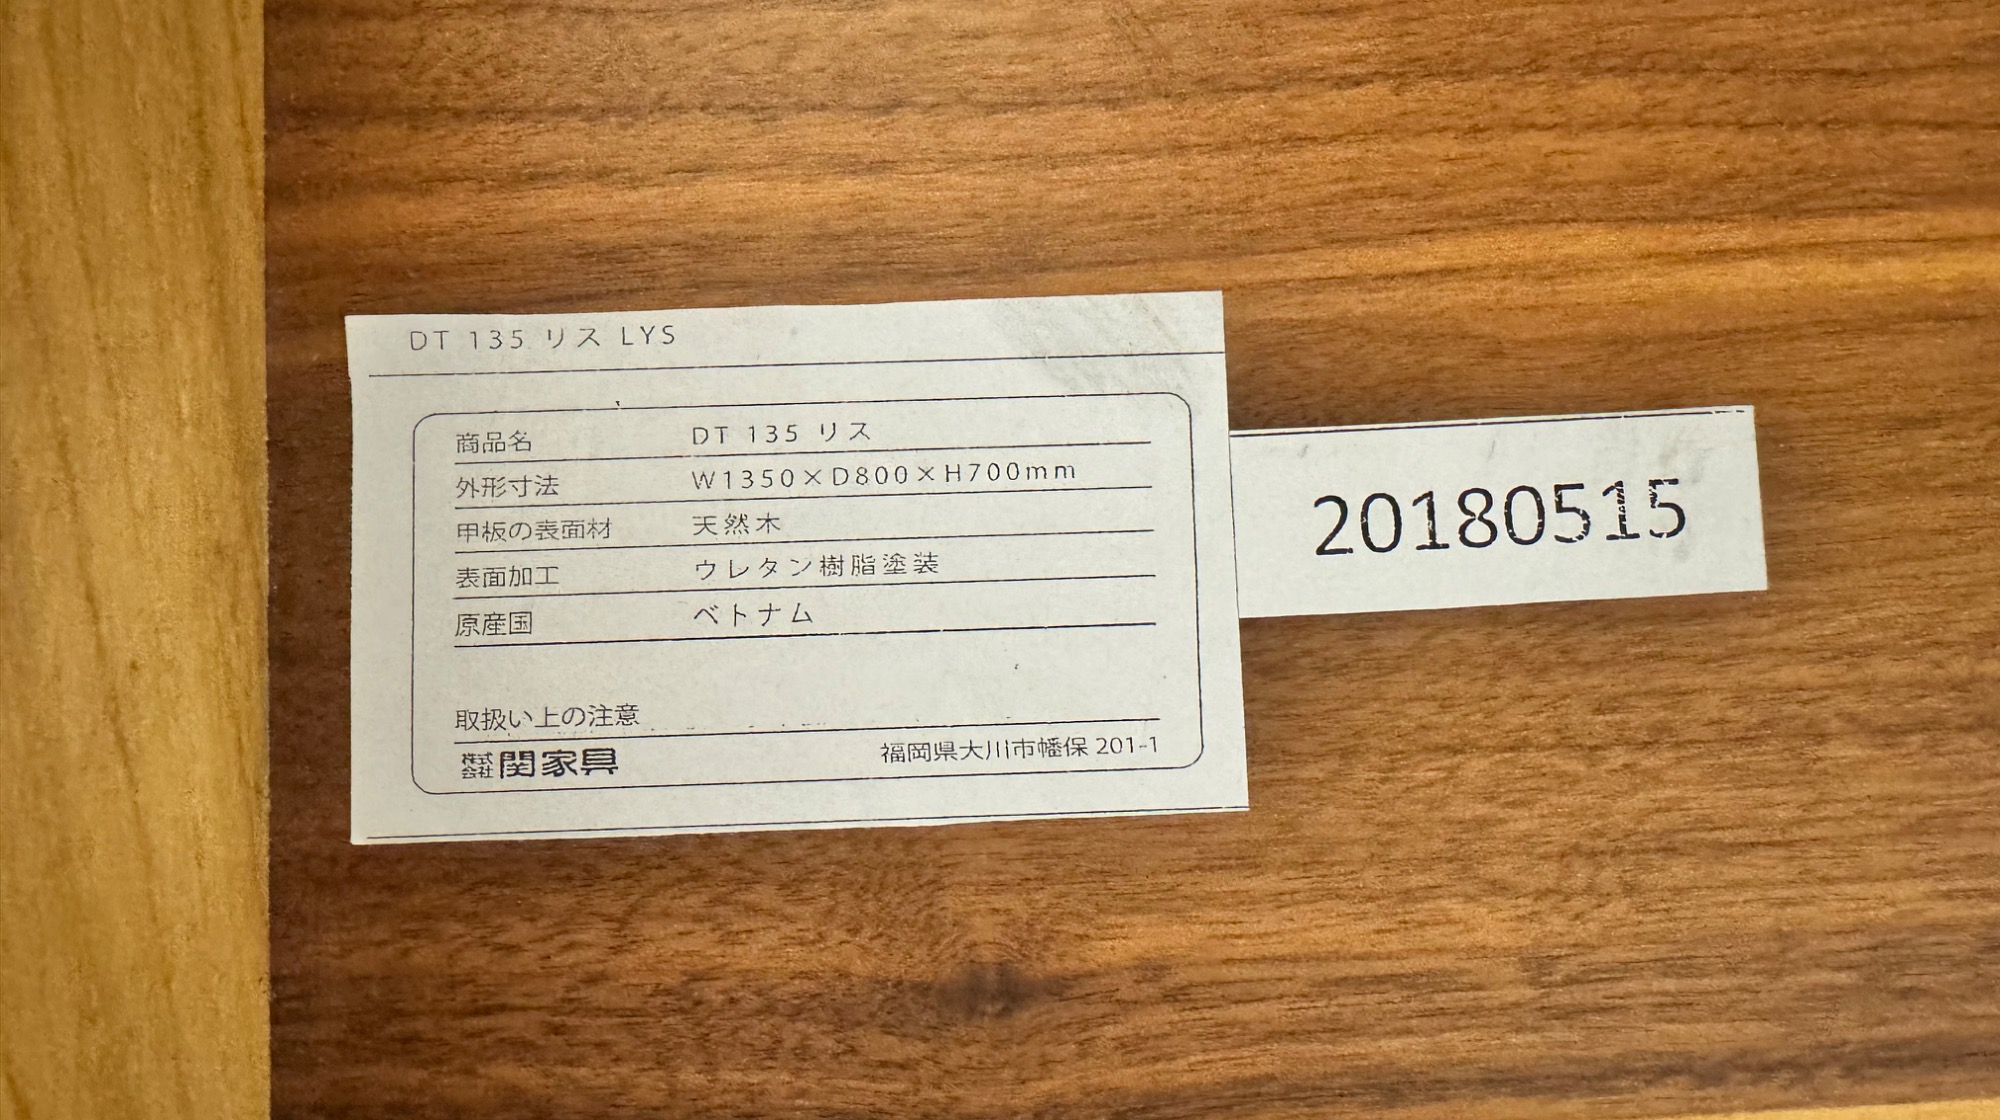 DT 135 リス LYS
商品名 DT 135 リス
外形寸法 W1350×D800×H700mm
甲板の表面材 天然木
表面加工 ウレタン樹脂塗装
原産国 ベトナム
取扱い上の注意
株式会社 関家具 福岡県大川市幡保 201-1
20180515